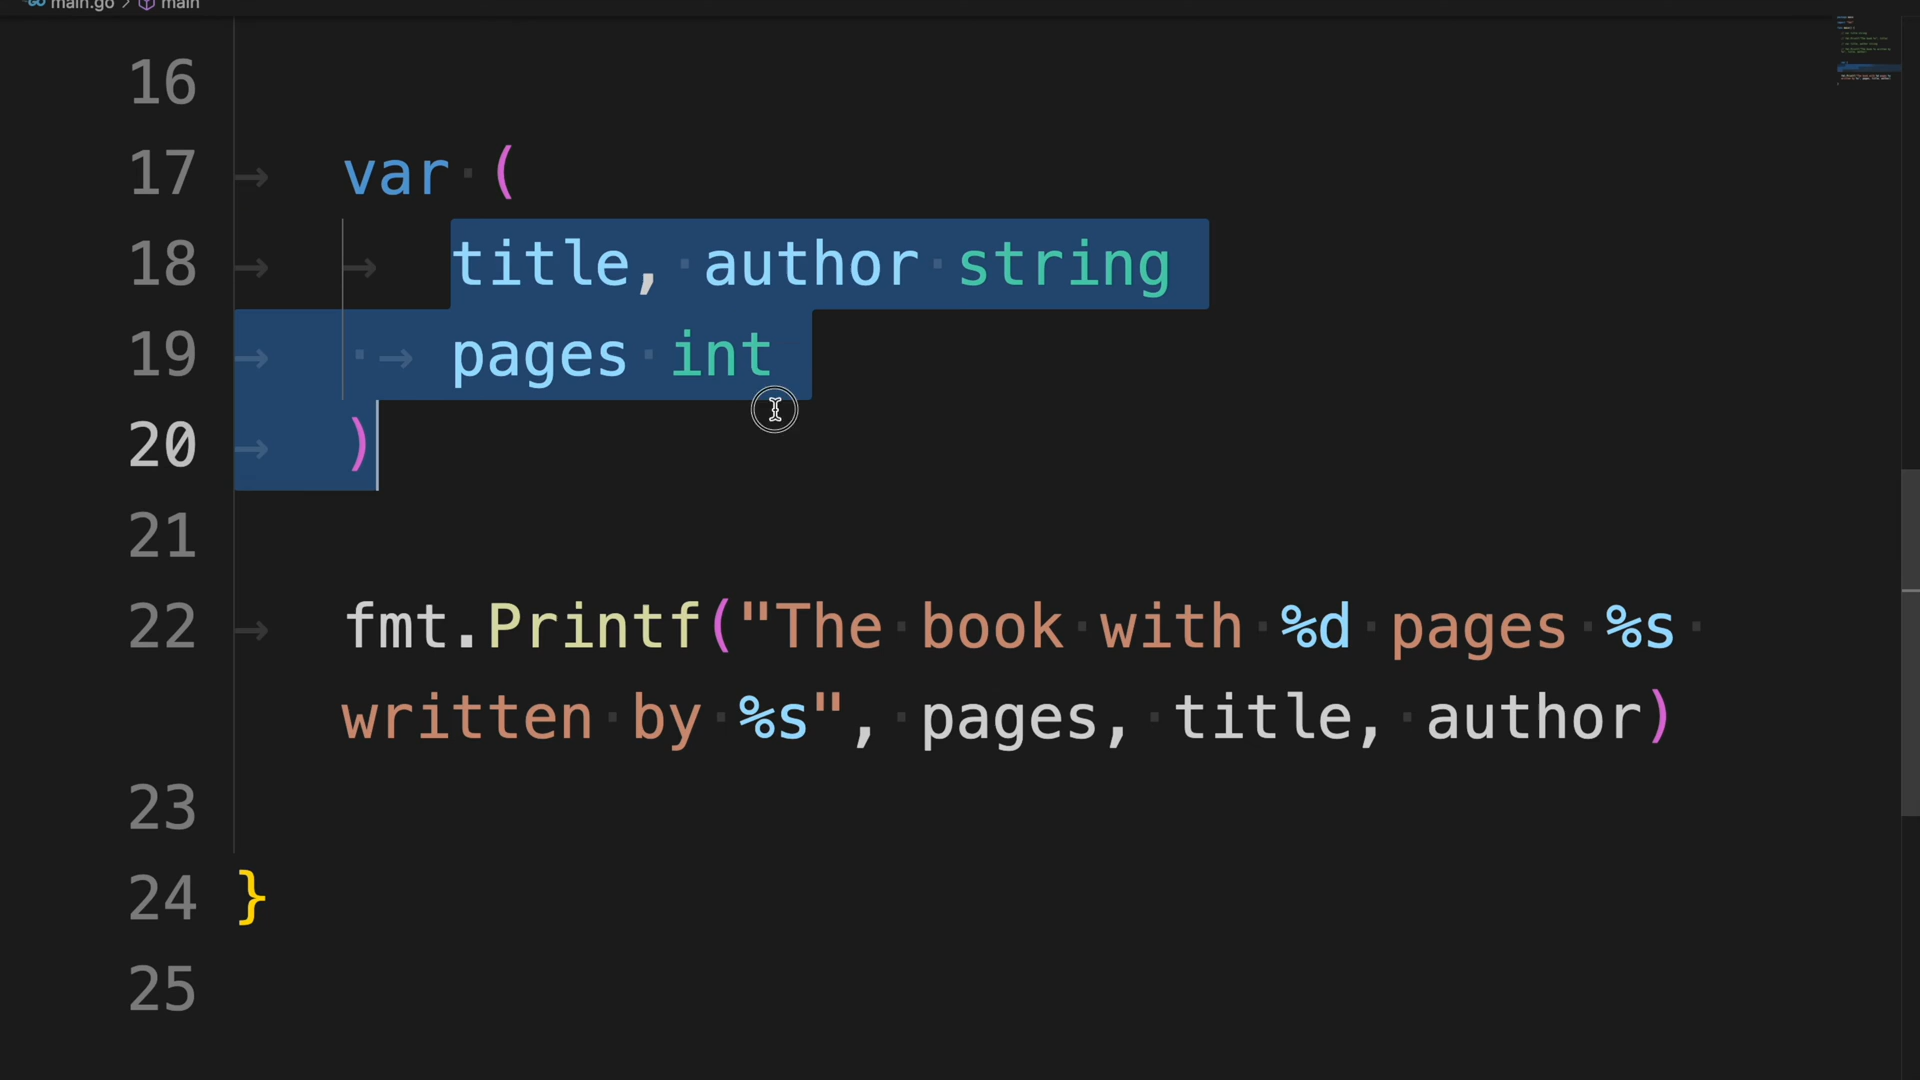 main.go > main
16
17 var (
18 title, author string
19 pages int
20 )
21
22 fmt.Printf("The book with %d pages %s
written by %s", pages, title, author)
23
24 }
25